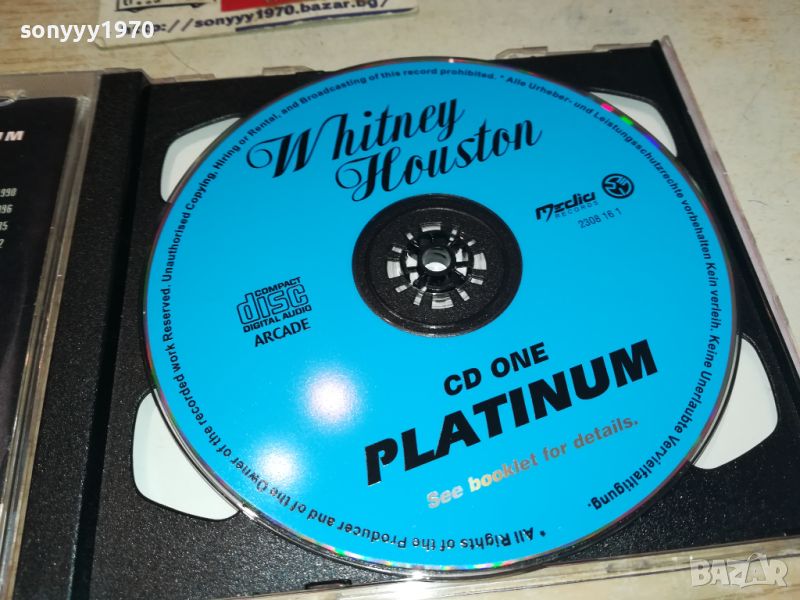 sonyyy1970
http://sonyyy1970.bazar.bg/
Whitney
Houston
Media
RECORDS
2308 16 1
COMPACT
disc
DIGITAL AUDIO
ARCADE
CD ONE
PLATINUM
See booklet for details.
* All Rights of the Producer and of the Owner of the recorded work Reserved. Unauthorised Copying, Hiring or Rental, and Broadcasting of this record prohibited. * Alle Urheber- und Leistungsschutzrechte vorbehalten Kein verleih. Keine Unerlaubte Vervielfältigung.
BAZAR